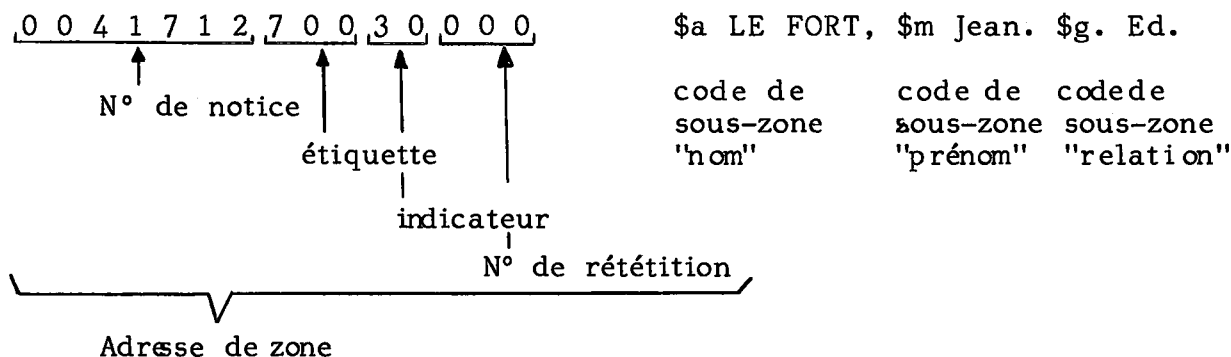 0 0 4 1 7 1 2 7 0 0 3 0 0 0 0 $a LE FORT, $m Jean. $g. Ed.
N° de notice
étiquette
indicateur
N° de rététition
Adresse de zone
code de sous-zone "nom"
code de sous-zone "prénom"
code de sous-zone "relation"